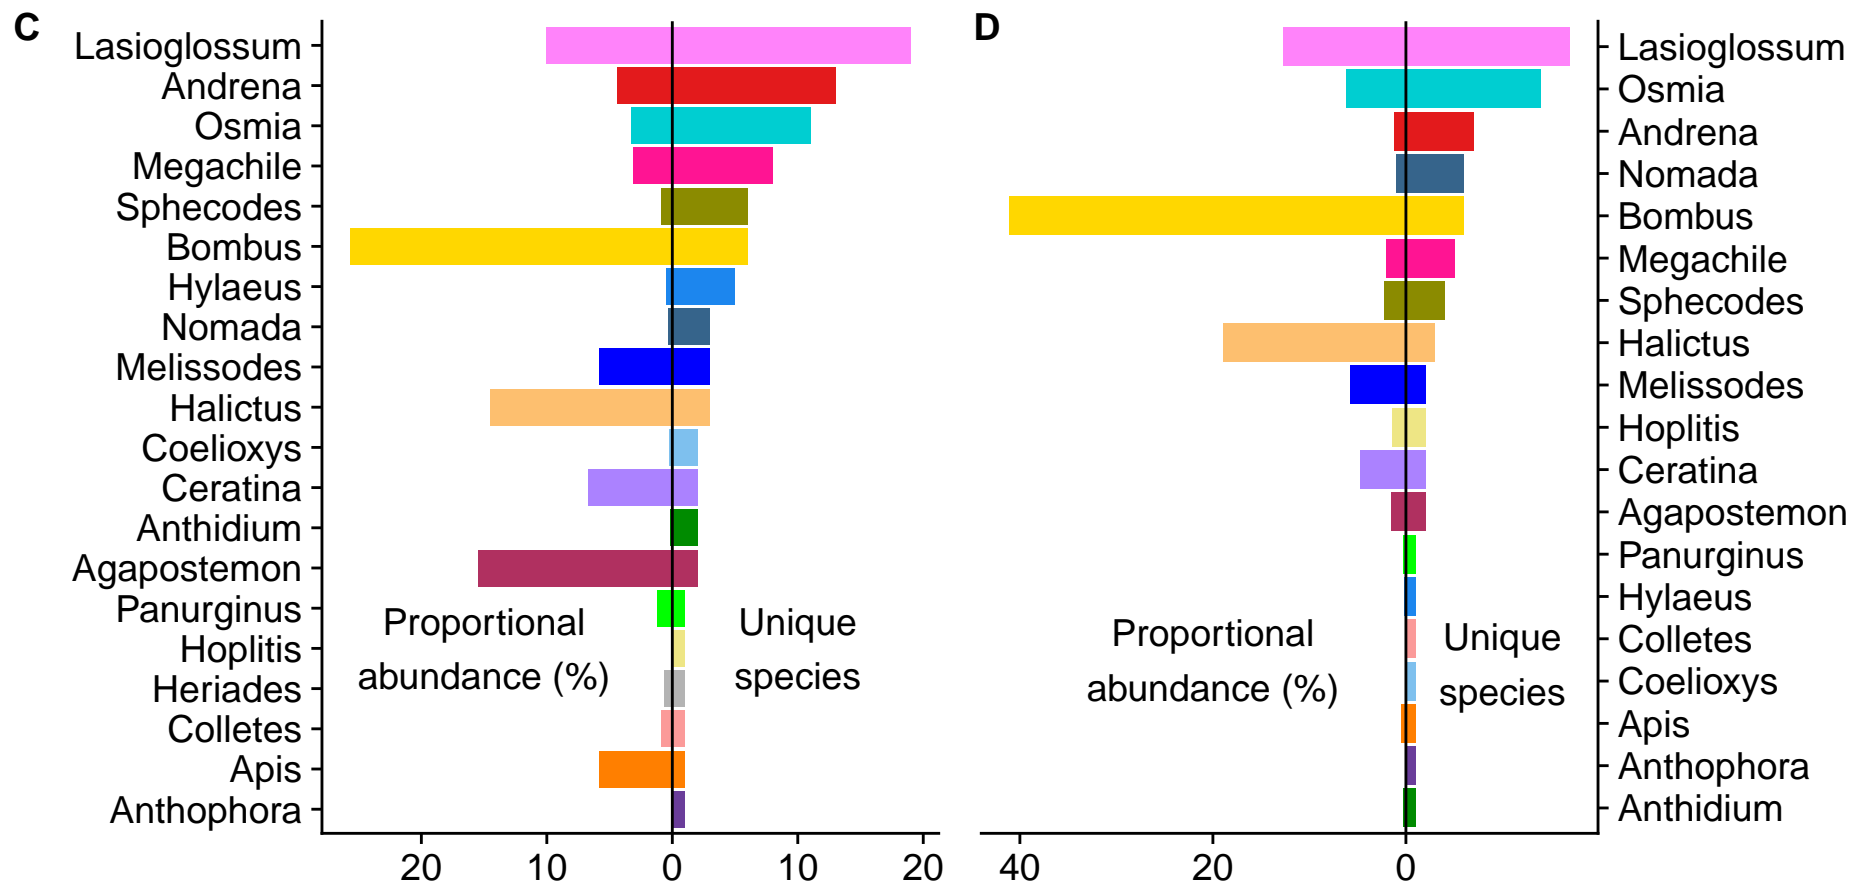 C
Lasioglossum
Andrena
Osmia
Megachile
Sphecodes
Bombus
Hylaeus
Nomada
Melissodes
Halictus
Coelioxys
Ceratina
Anthidium
Agapostemon
Panurginus
Hoplitis
Heriades
Colletes
Apis
Anthophora
Proportional
abundance (%)
Unique
species
20 10 0 10 20
D
Lasioglossum
Osmia
Andrena
Nomada
Bombus
Megachile
Sphecodes
Halictus
Melissodes
Hoplitis
Ceratina
Agapostemon
Panurginus
Hylaeus
Colletes
Coelioxys
Apis
Anthophora
Anthidium
Proportional
abundance (%)
Unique
species
40 20 0